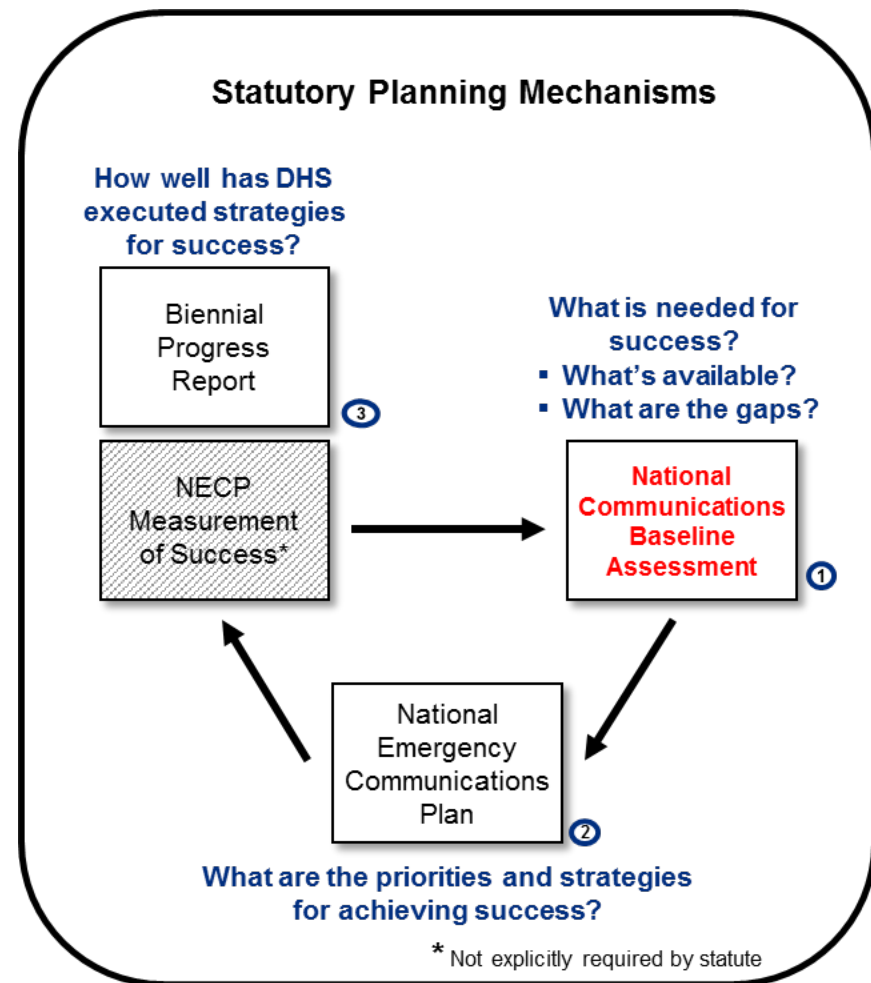 Statutory Planning Mechanisms
How well has DHS
executed strategies
for success?
Biennial
Progress
Report
3
NECP
Measurement
of Success*
What is needed for
success?
▪ What's available?
▪ What are the gaps?
National
Communications
Baseline
Assessment
1
National
Emergency
Communications
Plan
2
What are the priorities and strategies
for achieving success?
* Not explicitly required by statute